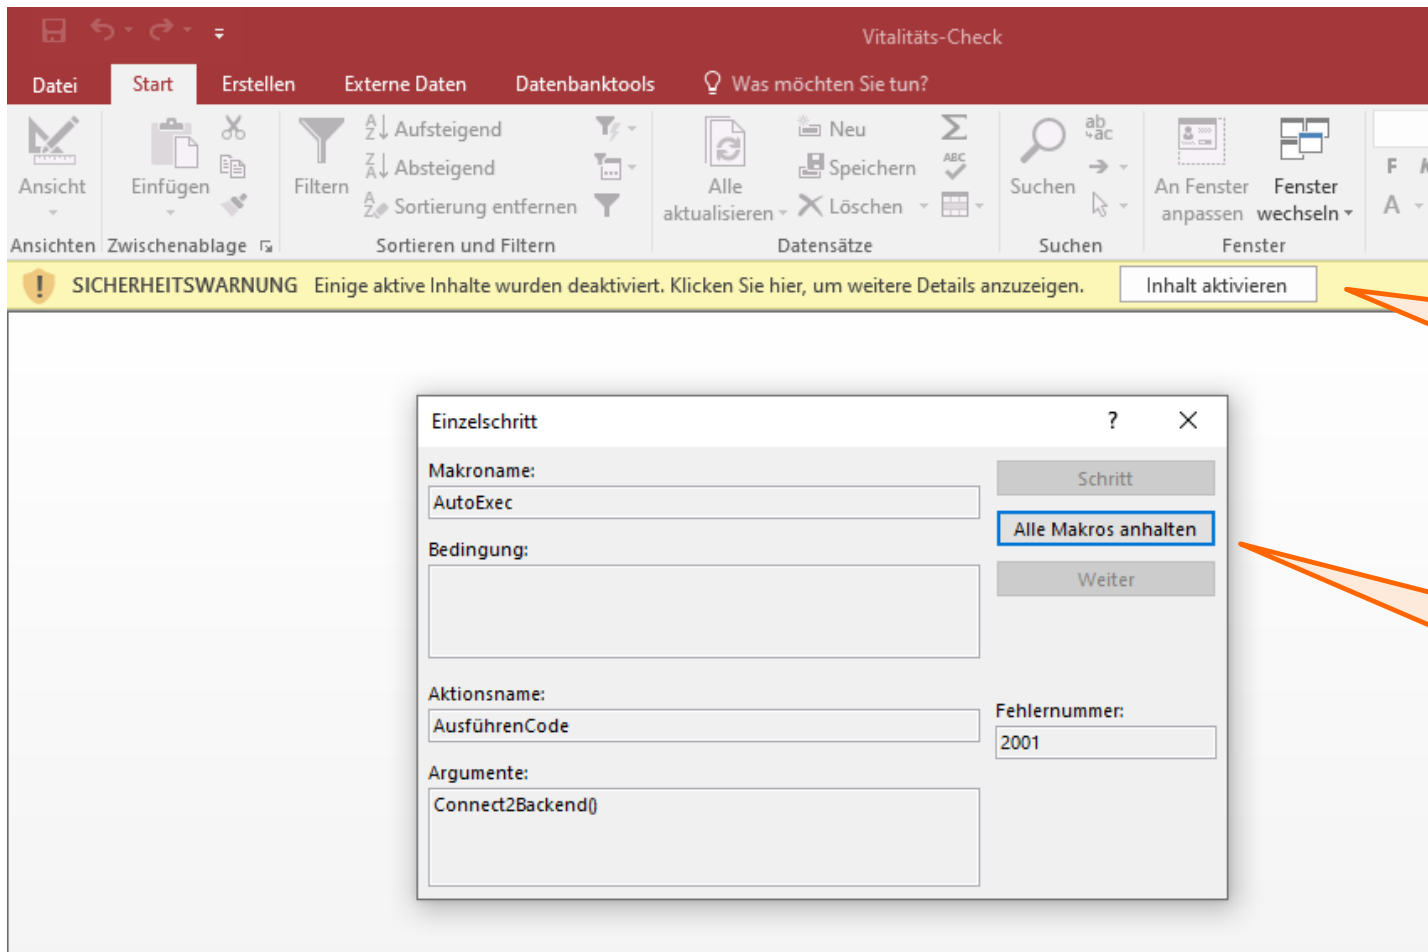 Vitalitäts-Check
Datei Start Erstellen Externe Daten Datenbanktools Was möchten Sie tun?
Ansicht
Einfügen
Filtern
Aufsteigend
Absteigend
Sortierung entfernen
Alle
aktualisieren
Neu
Speichern
Löschen
Suchen
An Fenster
anpassen
Fenster
wechseln
F K
A
Ansichten Zwischenablage Sortieren und Filtern Datensätze Suchen Fenster
SICHERHEITSWARNUNG Einige aktive Inhalte wurden deaktiviert. Klicken Sie hier, um weitere Details anzuzeigen. Inhalt aktivieren
Einzelschritt ?
Makroname:
AutoExec
Schritt
Alle Makros anhalten
Weiter
Bedingung:
Aktionsname:
AusführenCode
Fehlernummer:
2001
Argumente:
Connect2Backend()